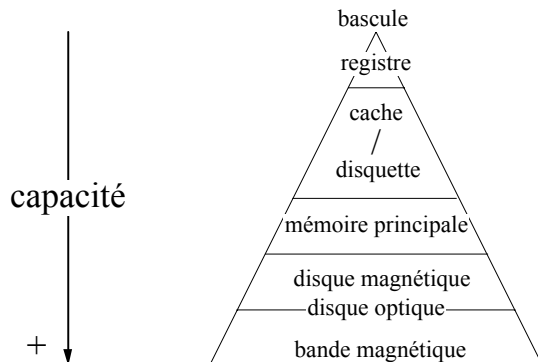 bascule
registre
cache
/
disquette
capacité
mémoire principale
disque magnétique
disque optique
+
bande magnétique